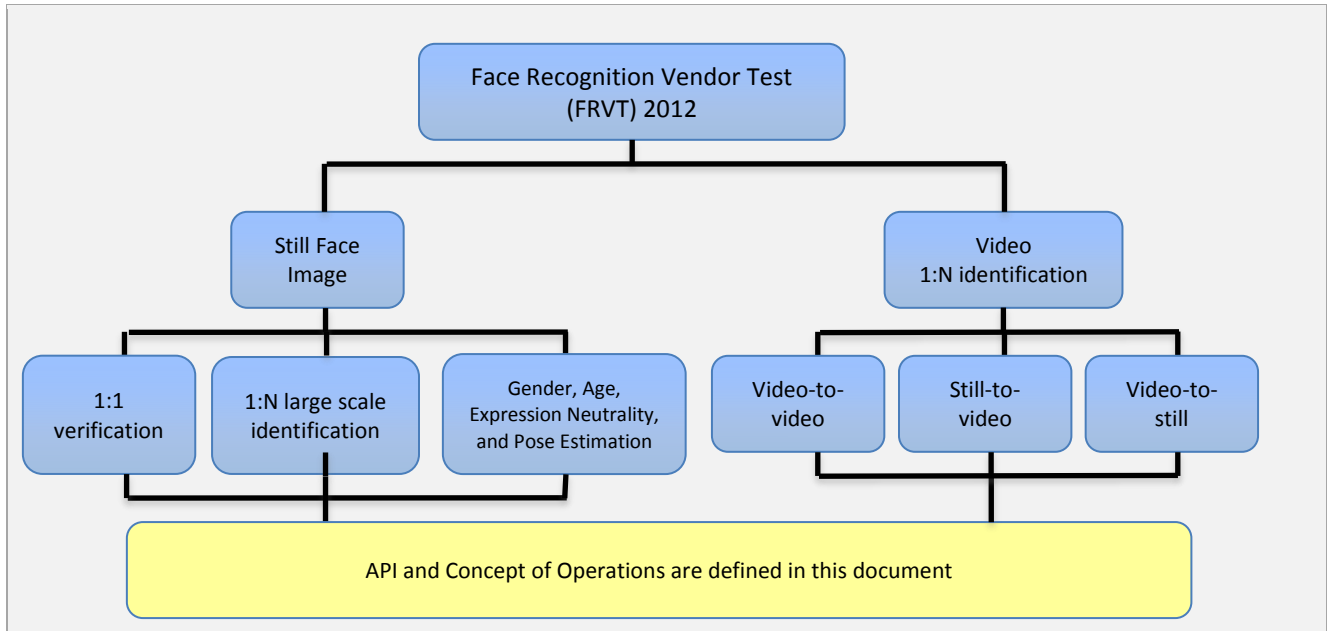 Face Recognition Vendor Test
(FRVT) 2012
Still Face
Image
Video
1:N identification
1:1
verification
1:N large scale
identification
Gender, Age,
Expression Neutrality,
and Pose Estimation
Video-to-
video
Still-to-
video
Video-to-
still
API and Concept of Operations are defined in this document